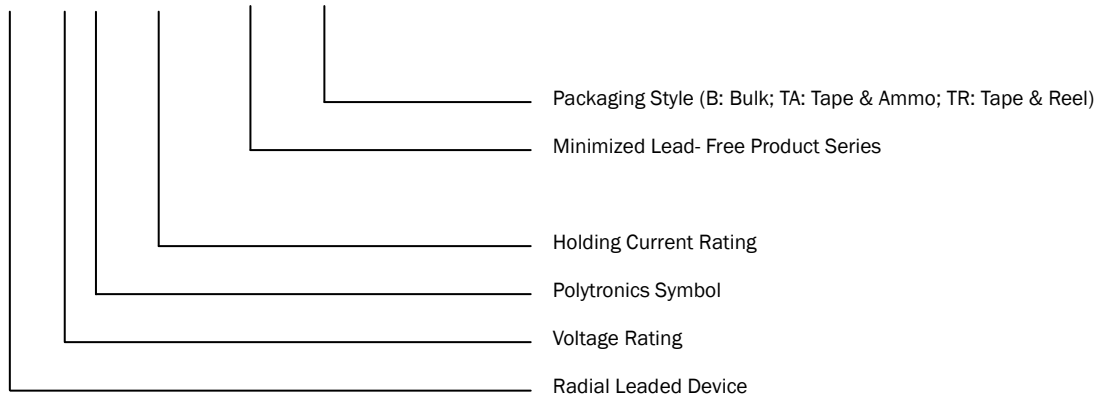 Packaging Style (B: Bulk; TA: Tape & Ammo; TR: Tape & Reel)
Minimized Lead- Free Product Series
Holding Current Rating
Polytronics Symbol
Voltage Rating
Radial Leaded Device